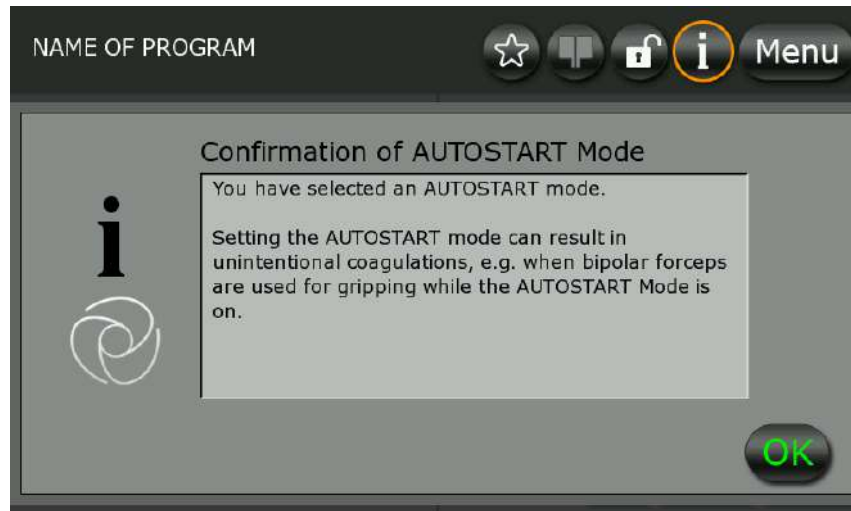 NAME OF PROGRAM
i
Menu
Confirmation of AUTOSTART Mode
You have selected an AUTOSTART mode.
Setting the AUTOSTART mode can result in
unintentional coagulations, e.g. when bipolar forceps
are used for gripping while the AUTOSTART Mode is
on.
i
OK